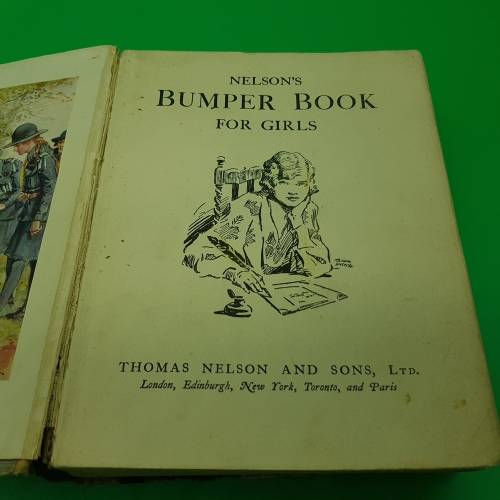 NELSON'S
BUMPER BOOK
FOR GIRLS
THOMAS NELSON AND SONS, LTD.
London, Edinburgh, New York, Toronto, and Paris